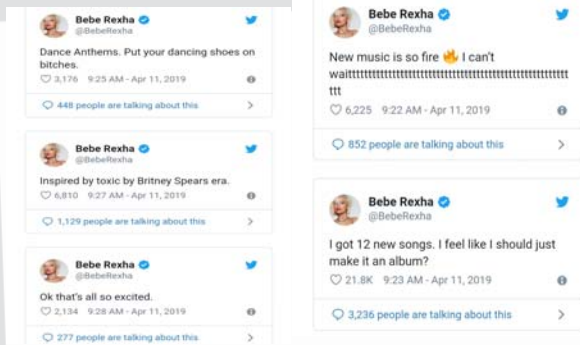 Bebe Rexha
@BebeRexha
Dance Anthems. Put your dancing shoes on
bitches.
3,176 9:25 AM - Apr 11, 2019
448 people are talking about this
Bebe Rexha
@BebeRexha
Inspired by toxic by Britney Spears era.
6,810 9:27 AM - Apr 11, 2019
1,129 people are talking about this
Bebe Rexha
@BebeRexha
Ok that's all so excited.
2,134 9:28 AM - Apr 11, 2019
277 people are talking about this
Bebe Rexha
@BebeRexha
New music is so fire 🔥 I can't
waitttttttttttttttttttttttttttttttttttttttttttttttttttttttt
ttt
6,225 9:22 AM - Apr 11, 2019
852 people are talking about this
Bebe Rexha
@BebeRexha
I got 12 new songs. I feel like I should just
make it an album?
21.8K 9:23 AM - Apr 11, 2019
3,236 people are talking about this